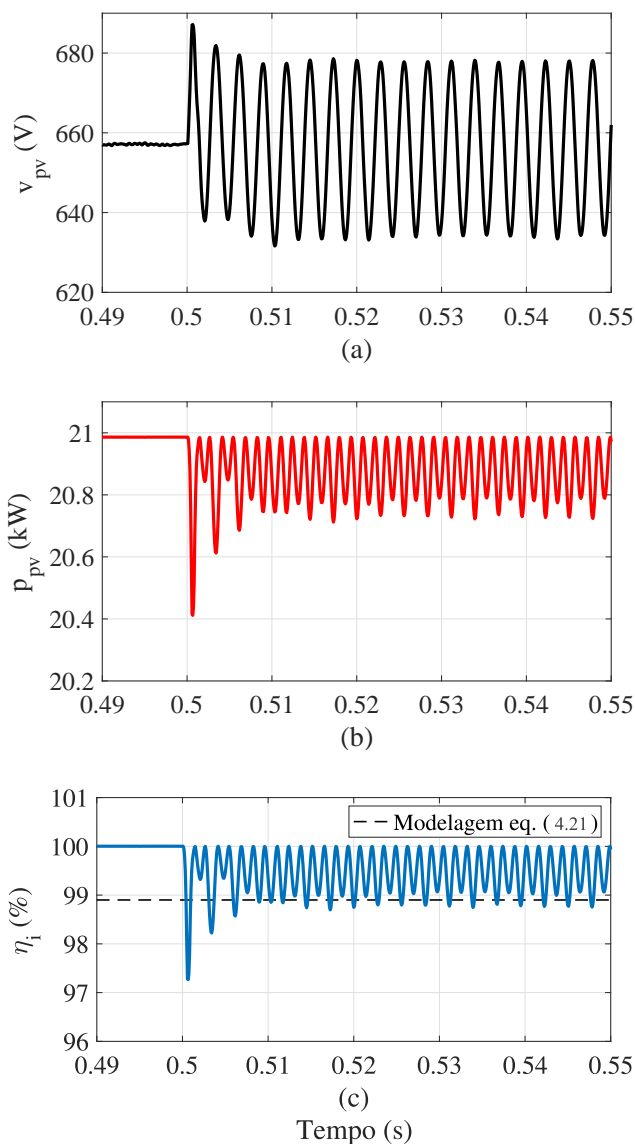 680
660
640
620
v_pv (V)
0.49 0.5 0.51 0.52 0.53 0.54 0.55
(a)
21
20.8
20.6
20.4
20.2
p_pv (kW)
0.49 0.5 0.51 0.52 0.53 0.54 0.55
(b)
101
100
99
98
97
96
η_i (%)
Modelagem eq. ( 4.21 )
0.49 0.5 0.51 0.52 0.53 0.54 0.55
(c)
Tempo (s)